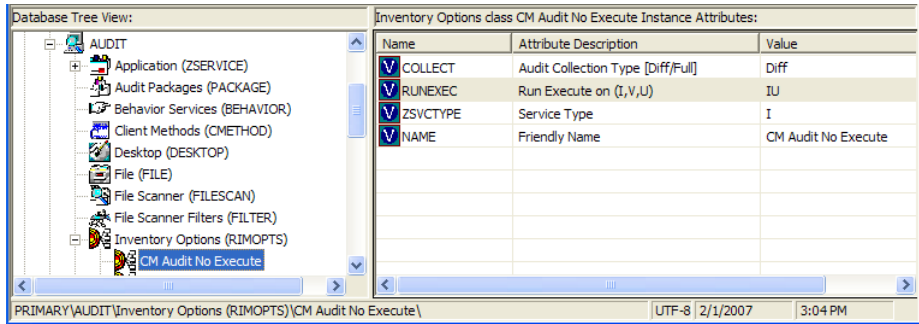 Database Tree View:
Inventory Options class CM Audit No Execute Instance Attributes:
AUDIT
Application (ZSERVICE)
Audit Packages (PACKAGE)
Behavior Services (BEHAVIOR)
Client Methods (CMETHOD)
Desktop (DESKTOP)
File (FILE)
File Scanner (FILESCAN)
File Scanner Filters (FILTER)
Inventory Options (RIMOPTS)
CM Audit No Execute
Name Attribute Description Value
V COLLECT Audit Collection Type [Diff/Full] Diff
V RUNEXEC Run Execute on (I,V,U) IU
V ZSVCTYPE Service Type I
V NAME Friendly Name CM Audit No Execute
PRIMARY\AUDIT\Inventory Options (RIMOPTS)\CM Audit No Execute\ UTF-8 2/1/2007 3:04 PM